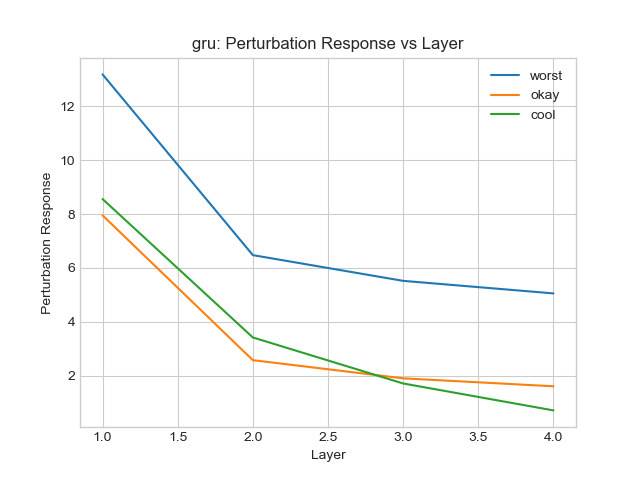 gru: Perturbation Response vs Layer
worst
okay
cool
12
10
8
6
4
2
Perturbation Response
1.0 1.5 2.0 2.5 3.0 3.5 4.0
Layer